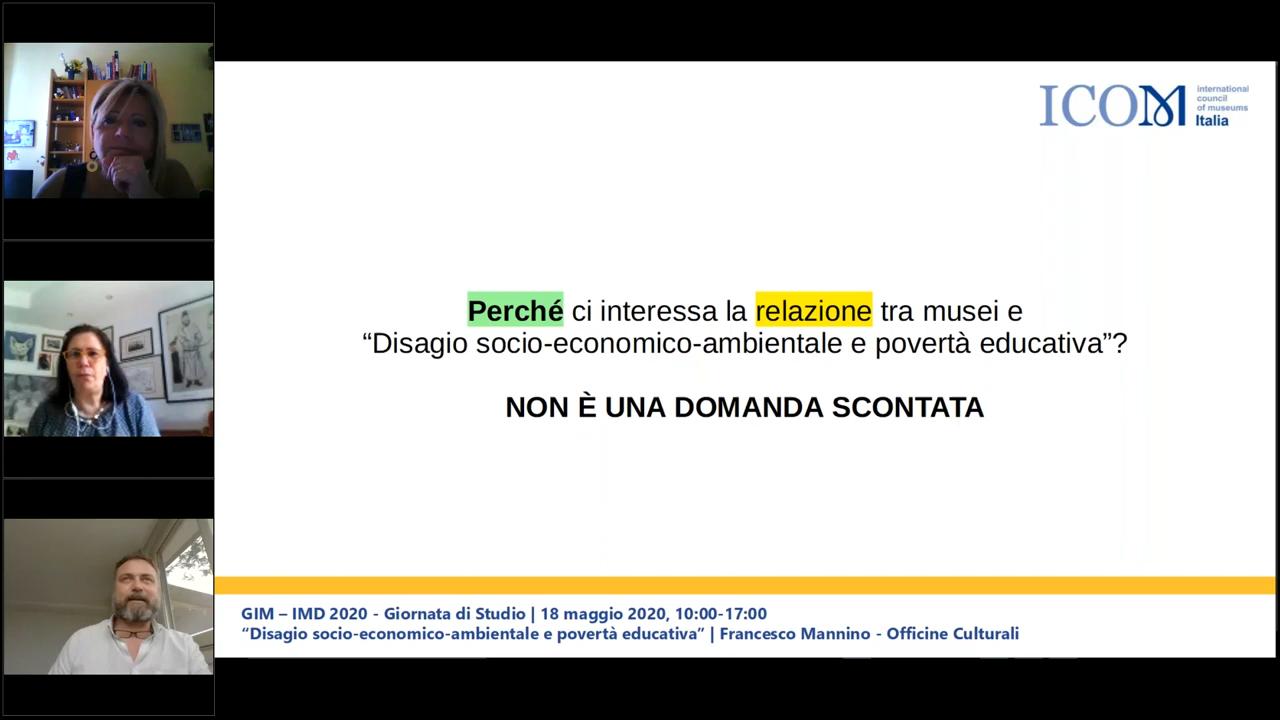 ICOM
international
council
of museums
Italia
Perché ci interessa la relazione tra musei e
“Disagio socio-economico-ambientale e povertà educativa”?
NON È UNA DOMANDA SCONTATA
GIM – IMD 2020 - Giornata di Studio | 18 maggio 2020, 10:00-17:00
“Disagio socio-economico-ambientale e povertà educativa” | Francesco Mannino - Officine Culturali